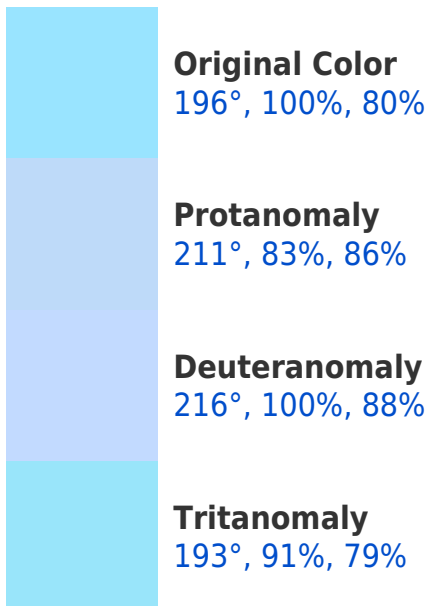 Original Color
196°, 100%, 80%
Protanomaly
211°, 83%, 86%
Deuteranomaly
216°, 100%, 88%
Tritanomaly
193°, 91%, 79%